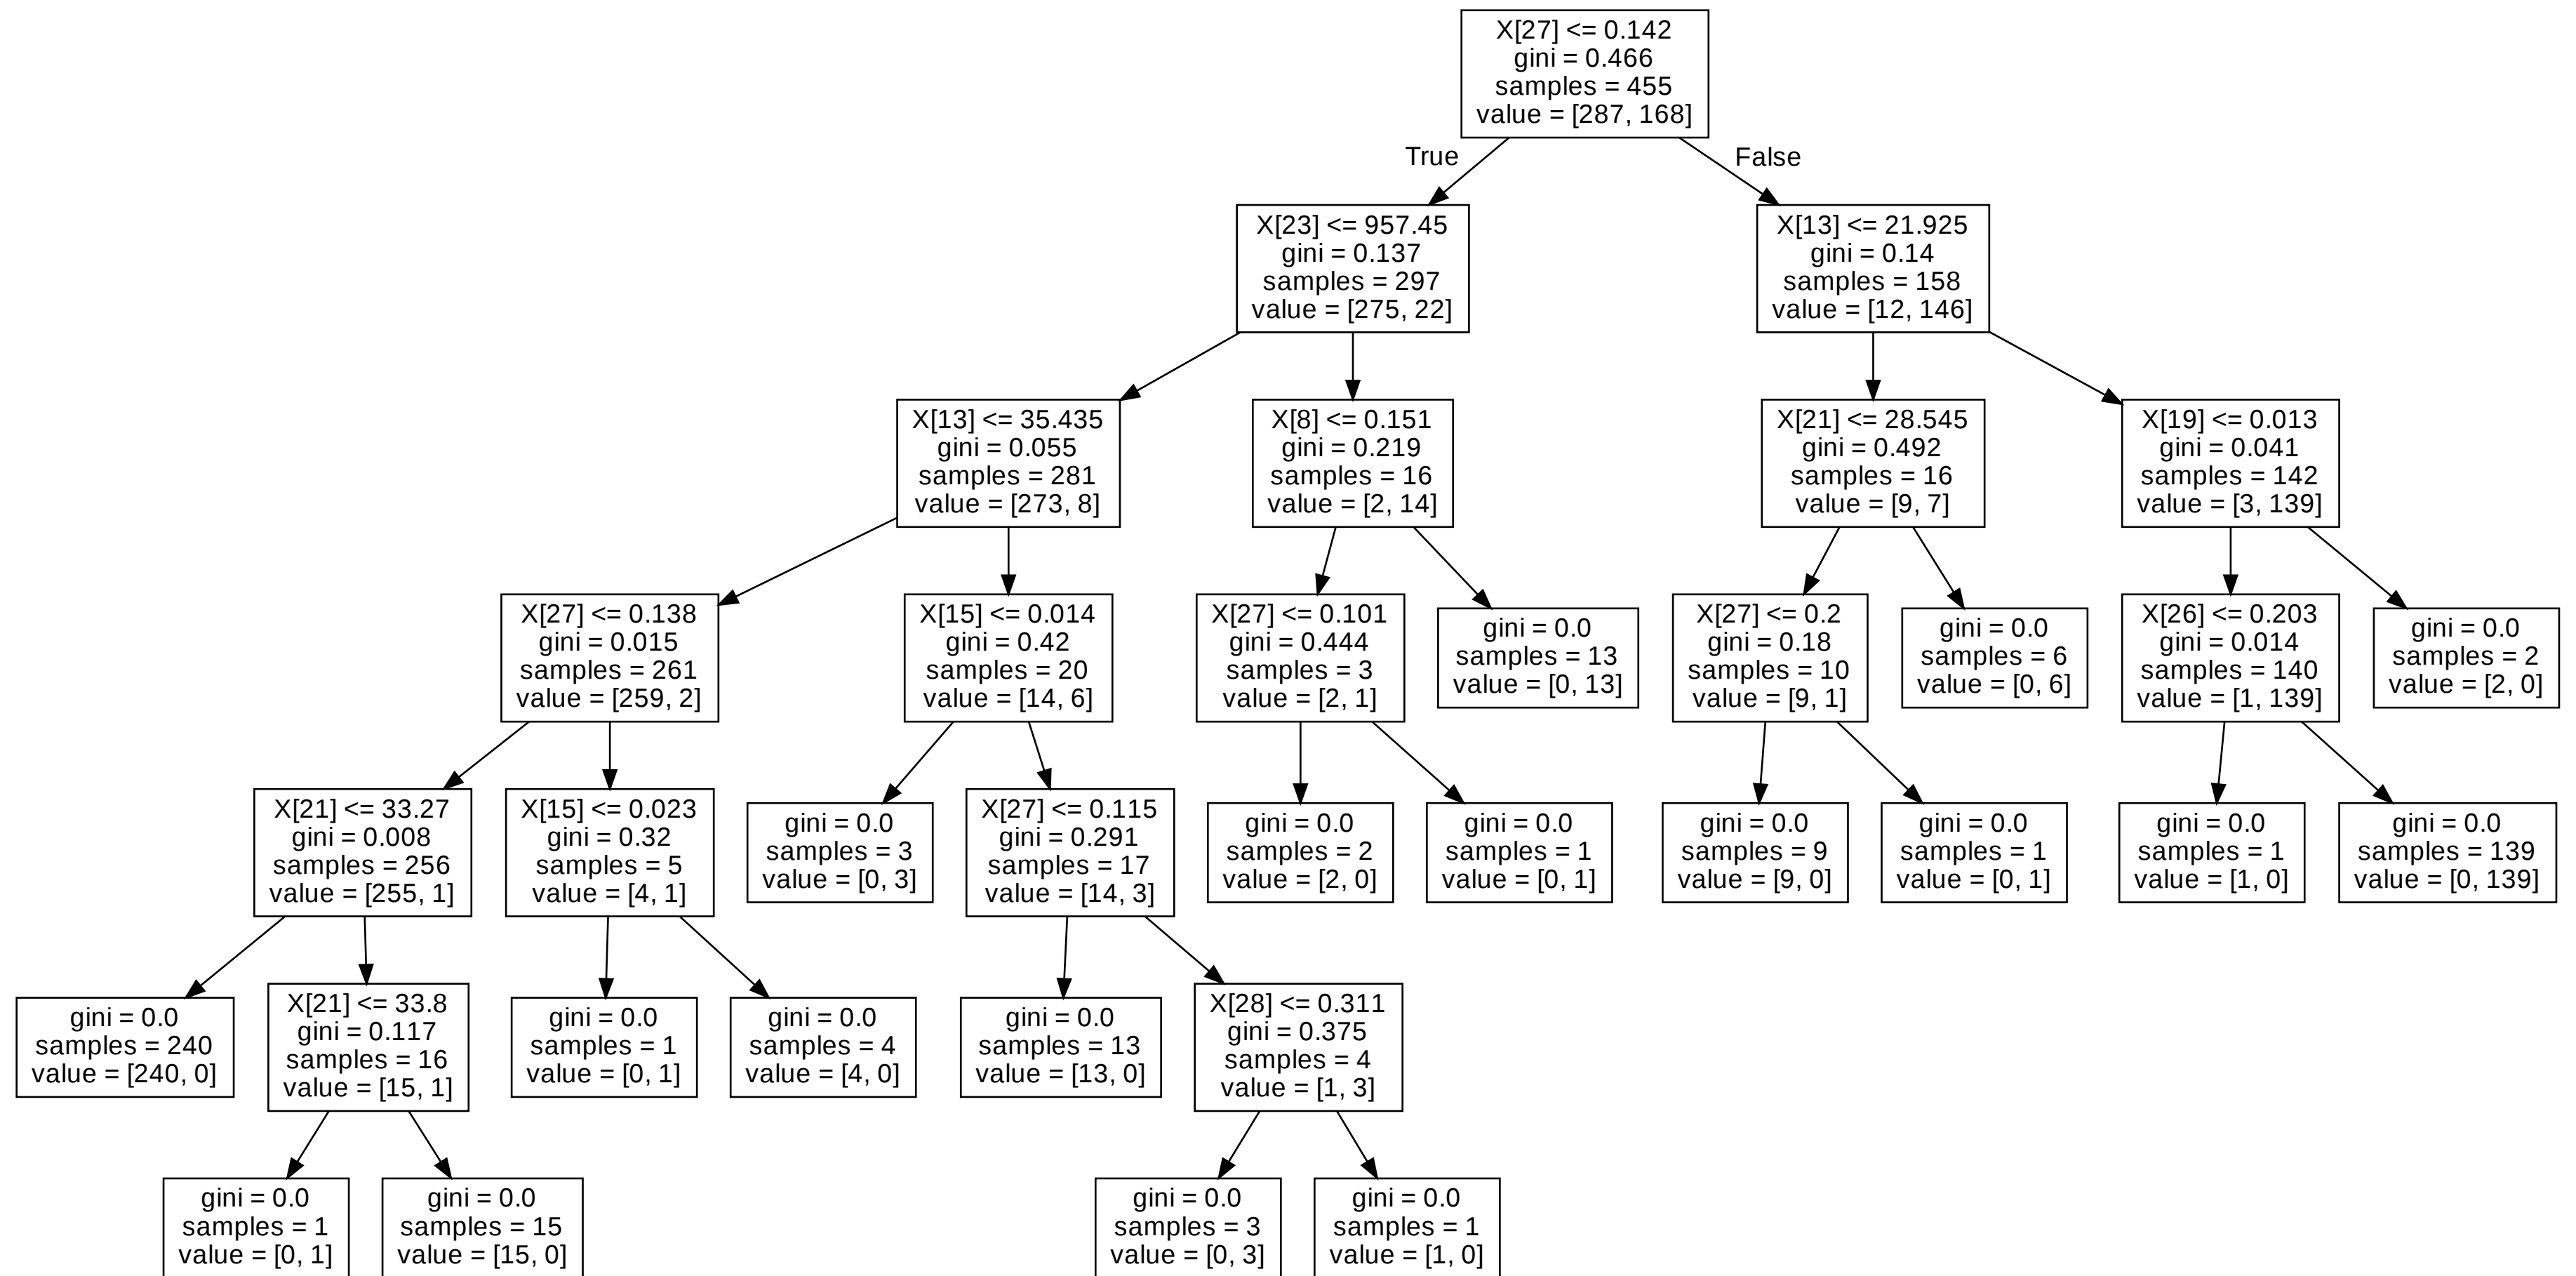 X[27] <= 0.142
gini = 0.466
samples = 455
value = [287, 168]
True
False
X[23] <= 957.45
gini = 0.137
samples = 297
value = [275, 22]
X[13] <= 21.925
gini = 0.14
samples = 158
value = [12, 146]
X[13] <= 35.435
gini = 0.055
samples = 281
value = [273, 8]
X[8] <= 0.151
gini = 0.219
samples = 16
value = [2, 14]
X[21] <= 28.545
gini = 0.492
samples = 16
value = [9, 7]
X[19] <= 0.013
gini = 0.041
samples = 142
value = [3, 139]
X[27] <= 0.138
gini = 0.015
samples = 261
value = [259, 2]
X[15] <= 0.014
gini = 0.42
samples = 20
value = [14, 6]
X[27] <= 0.101
gini = 0.444
samples = 3
value = [2, 1]
gini = 0.0
samples = 13
value = [0, 13]
X[27] <= 0.2
gini = 0.18
samples = 10
value = [9, 1]
gini = 0.0
samples = 6
value = [0, 6]
X[26] <= 0.203
gini = 0.014
samples = 140
value = [1, 139]
gini = 0.0
samples = 2
value = [2, 0]
X[21] <= 33.27
gini = 0.008
samples = 256
value = [255, 1]
X[15] <= 0.023
gini = 0.32
samples = 5
value = [4, 1]
gini = 0.0
samples = 3
value = [0, 3]
X[27] <= 0.115
gini = 0.291
samples = 17
value = [14, 3]
gini = 0.0
samples = 2
value = [2, 0]
gini = 0.0
samples = 1
value = [0, 1]
gini = 0.0
samples = 9
value = [9, 0]
gini = 0.0
samples = 1
value = [0, 1]
gini = 0.0
samples = 1
value = [1, 0]
gini = 0.0
samples = 139
value = [0, 139]
gini = 0.0
samples = 240
value = [240, 0]
X[21] <= 33.8
gini = 0.117
samples = 16
value = [15, 1]
gini = 0.0
samples = 1
value = [0, 1]
gini = 0.0
samples = 4
value = [4, 0]
gini = 0.0
samples = 13
value = [13, 0]
X[28] <= 0.311
gini = 0.375
samples = 4
value = [1, 3]
gini = 0.0
samples = 1
value = [0, 1]
gini = 0.0
samples = 15
value = [15, 0]
gini = 0.0
samples = 3
value = [0, 3]
gini = 0.0
samples = 1
value = [1, 0]